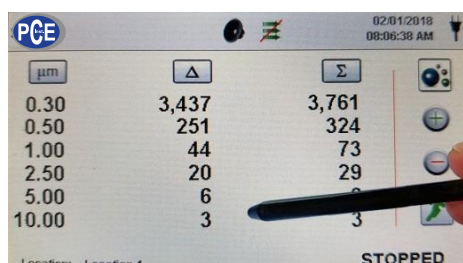 PCE
02/01/2018
08:06:38 AM
μm Δ Σ
0.30 3,437 3,761
0.50 251 324
1.00 44 73
2.50 20 29
5.00 6
10.00 3 3
STOPPED